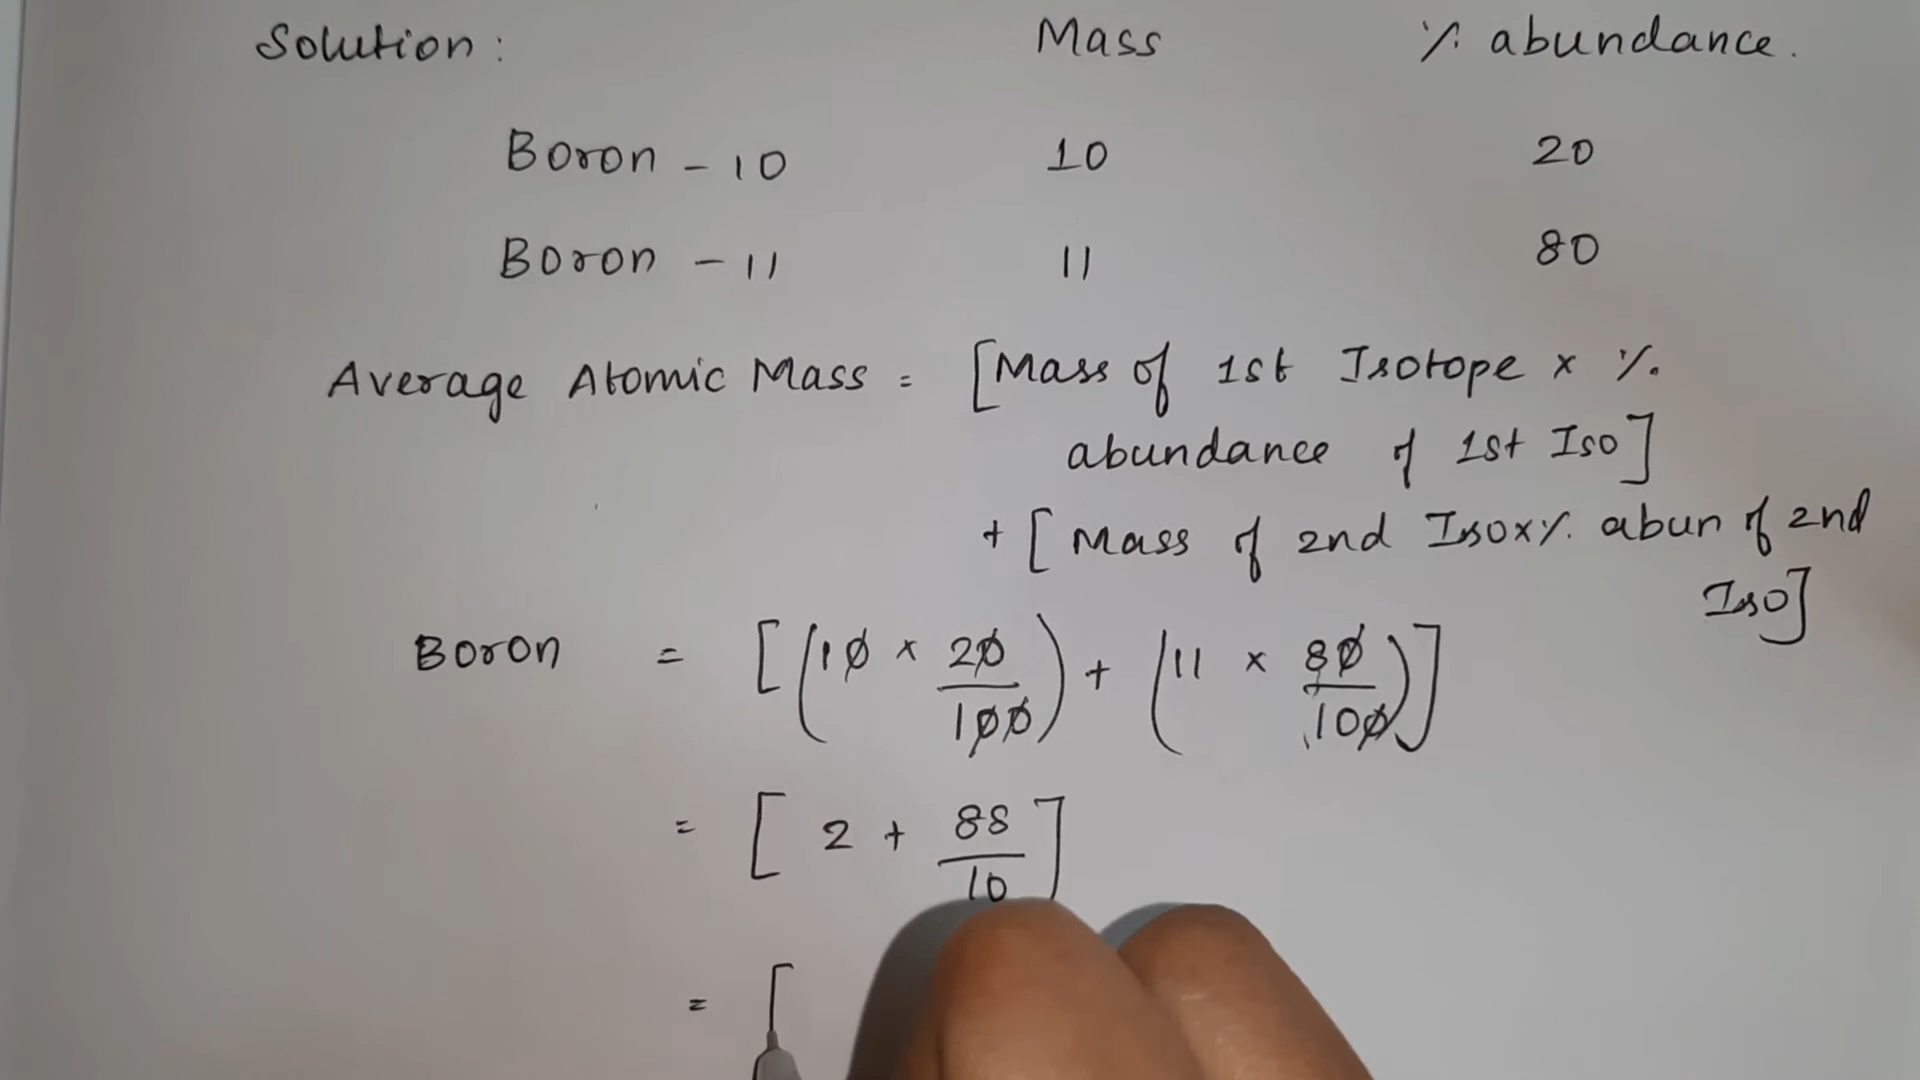 Solution : Mass % abundance.
Boron - 10 10 20
Boron - 11 11 80
Average Atomic Mass = [Mass of 1st Isotope x %
abundance of 1st Iso]
+ [ Mass of 2nd Iso x % abun of 2nd
Iso]
Boron = [(10 x 20/100) + (11 x 80/100)]
= [ 2 + 88/10 ]
= [